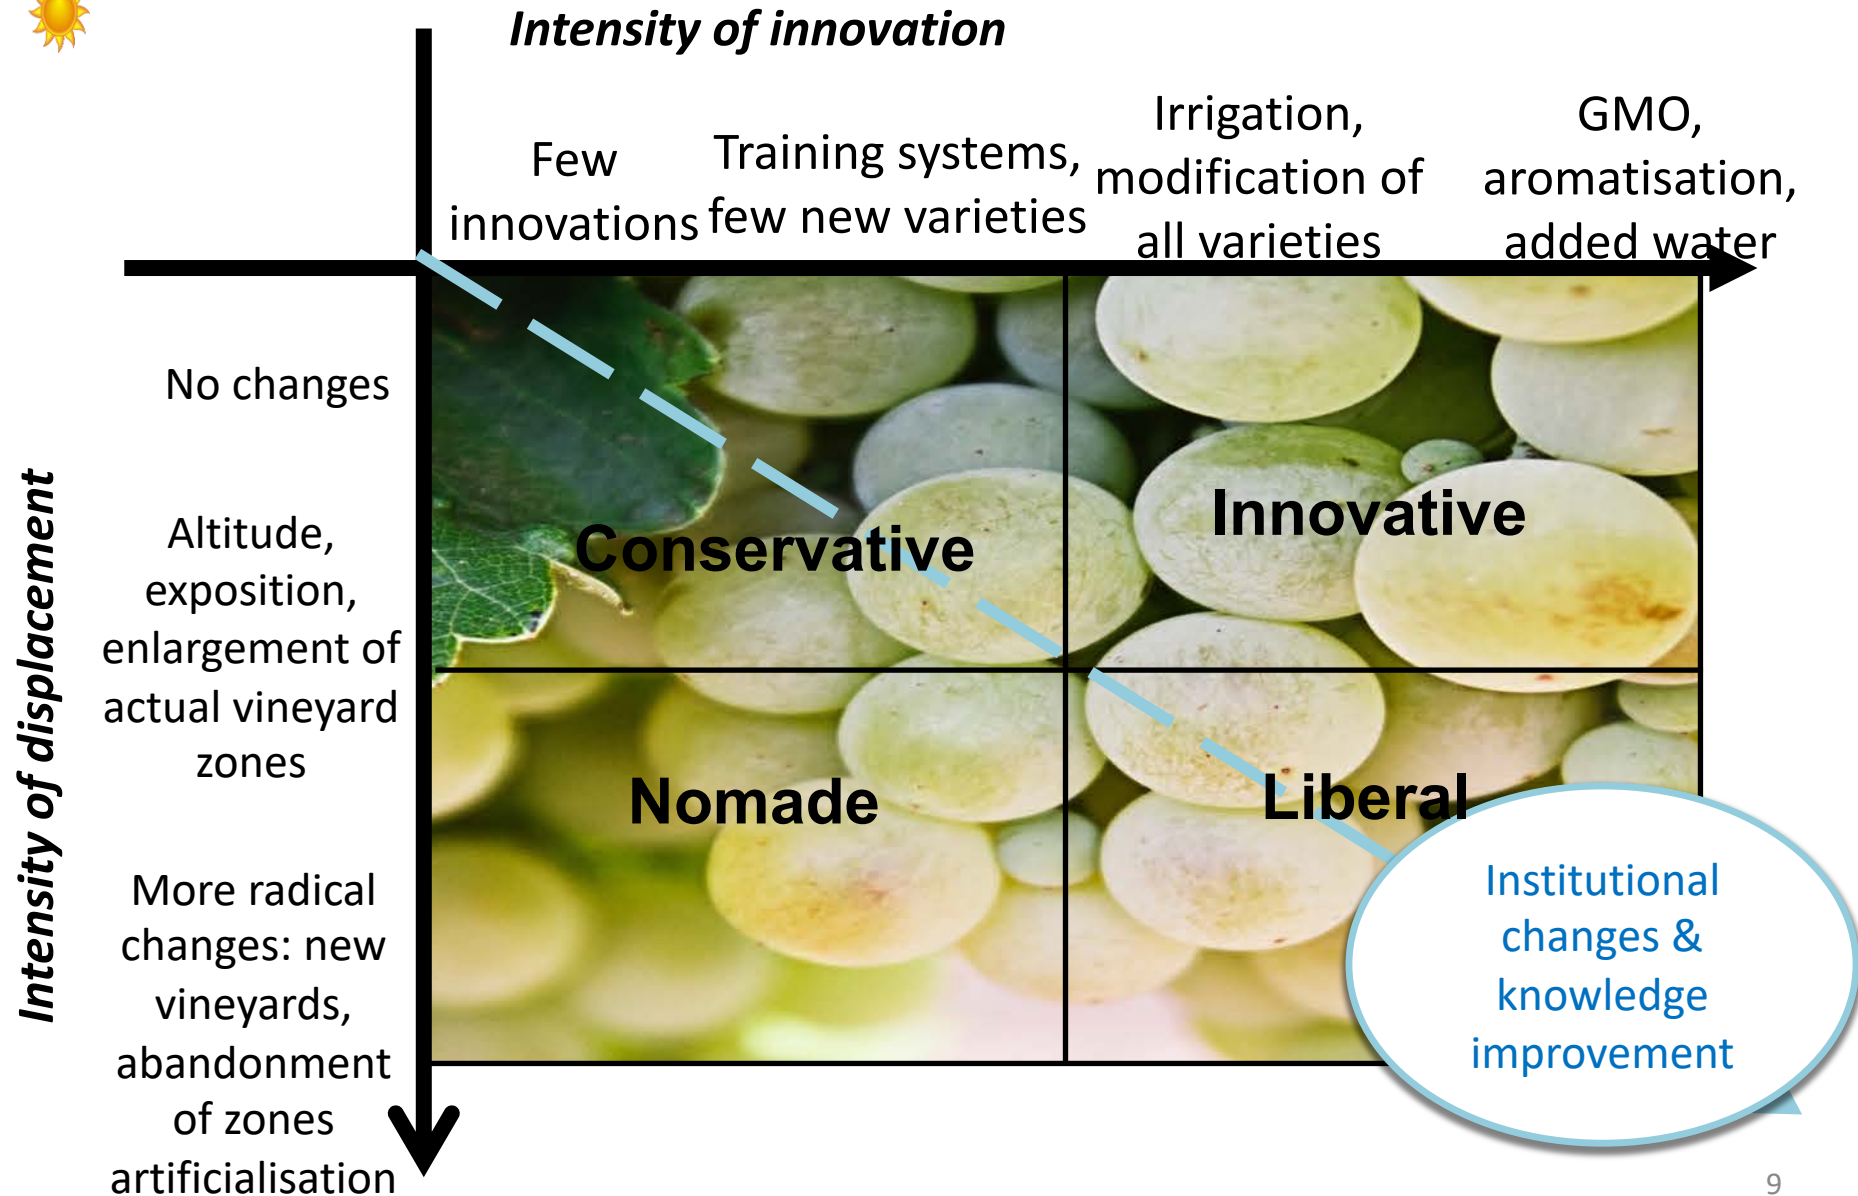 Intensity of innovation
Few
innovations
Training systems,
few new varieties
Irrigation,
modification of
all varieties
GMO,
aromatisation,
added water
Intensity of displacement
No changes
Altitude,
exposition,
enlargement of
actual vineyard
zones
More radical
changes: new
vineyards,
abandonment
of zones
artificialisation
Conservative
Innovative
Nomade
Liberal
Institutional
changes &
knowledge
improvement
9